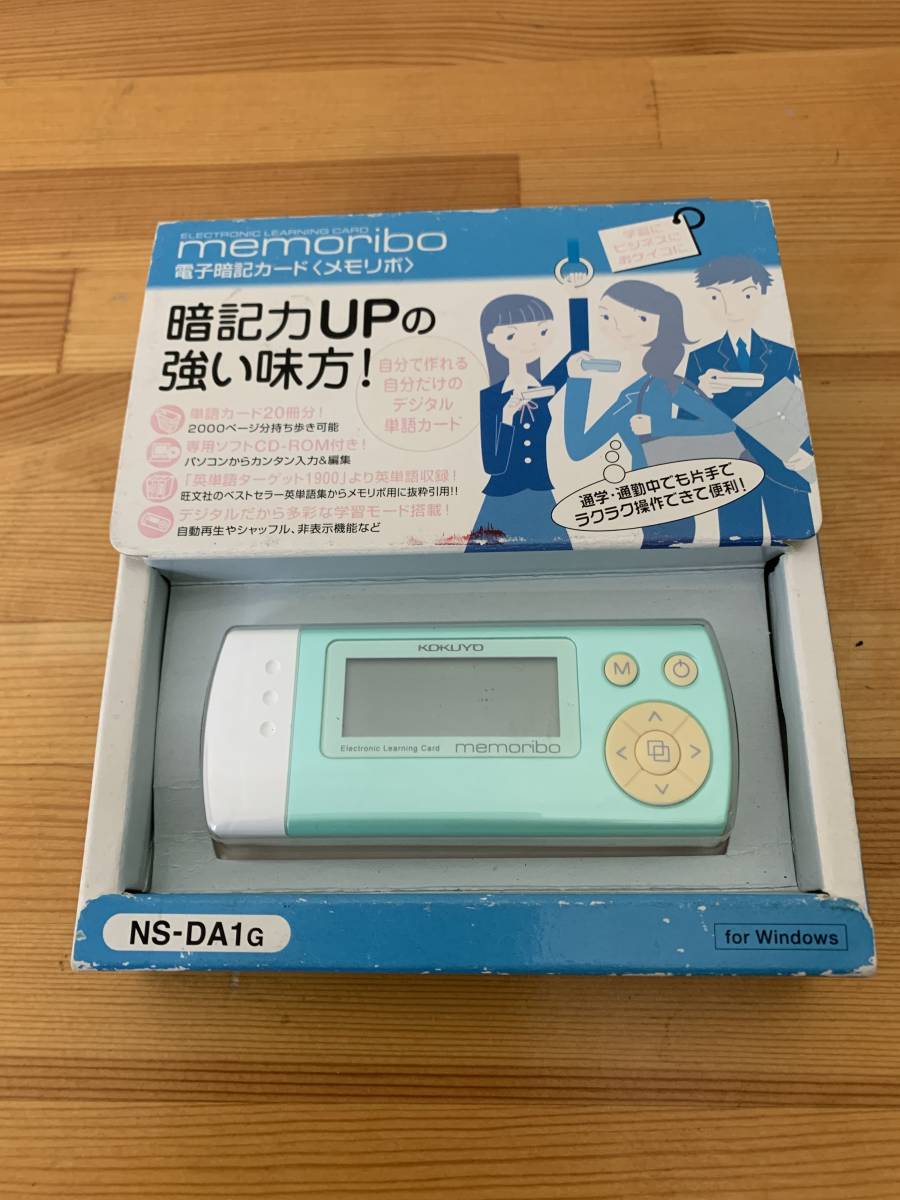 ELECTRONIC LEARNING CARD
memoribo
電子暗記カード〈メモリボ〉
学習に
ビジネスに
おケイコに
暗記力UPの
強い味方!
自分で作れる
自分だけの
デジタル
単語カード
単語カード20冊分!
2000ページ分持ち歩き可能
専用ソフトCD-ROM付き!
パソコンからカンタン入力&編集
「英単語ターゲット1900」より英単語収録!
旺文社のベストセラー英単語集からメモリボ用に抜粋引用!!
デジタルだから多彩な学習モード搭載!
自動再生やシャッフル、非表示機能など
通学・通勤中でも片手で
ラクラク操作できて便利!
KOKUYO
M
Electronic Learning Card memoribo
NS-DA1G
for Windows